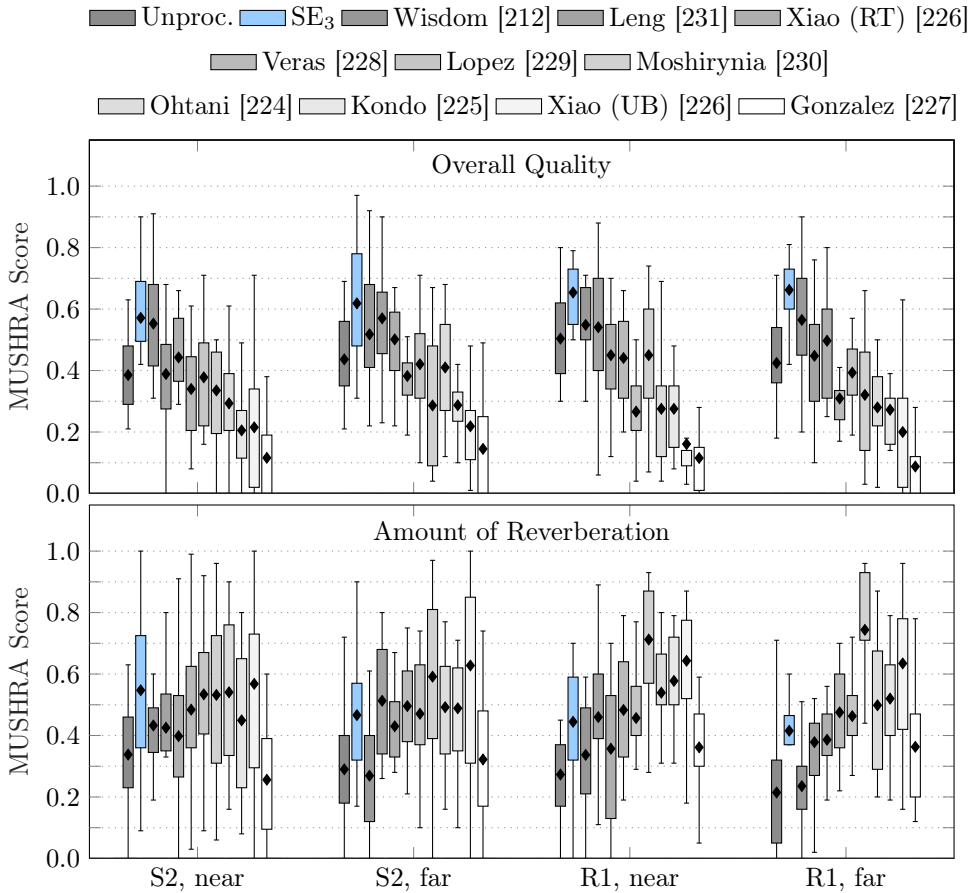 Unproc. SE3 Wisdom [212] Leng [231] Xiao (RT) [226]
Veras [228] Lopez [229] Moshirynia [230]
Ohtani [224] Kondo [225] Xiao (UB) [226] Gonzalez [227]
Overall Quality
MUSHRA Score
1.0
0.8
0.6
0.4
0.2
0.0
Amount of Reverberation
MUSHRA Score
1.0
0.8
0.6
0.4
0.2
0.0
S2, near S2, far R1, near R1, far